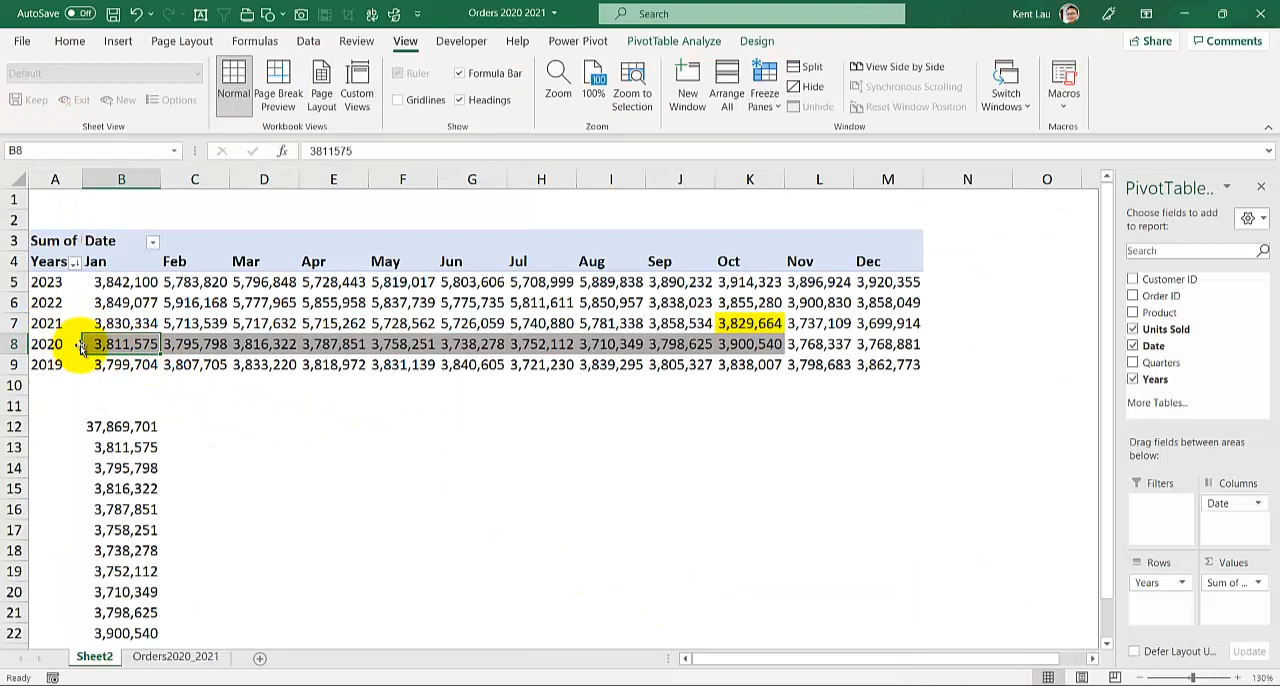 AutoSave Off Orders 2020 2021 Search Kent Lau
File Home Insert Page Layout Formulas Data Review View Developer Help Power Pivot PivotTable Analyze Design Share Comments
Default
Keep Exit New Options
Sheet View
Normal Page Break Preview Page Layout Custom Views
Workbook Views
Ruler Formula Bar
Gridlines Headings
Show
Zoom 100% Zoom to Selection
Zoom
New Window Arrange All Freeze Panes
Split
Hide
Unhide
View Side by Side
Synchronous Scrolling
Reset Window Position
Window
Switch Windows
Macros
Macros
B8 fx 3811575
A B C D E F G H I J K L M N O
1
2
3 Sum of Date
4 Years Jan Feb Mar Apr May Jun Jul Aug Sep Oct Nov Dec
5 2023 3,842,100 5,783,820 5,796,848 5,728,443 5,819,017 5,803,606 5,708,999 5,889,838 3,890,232 3,914,323 3,896,924 3,920,355
6 2022 3,849,077 5,916,168 5,777,965 5,855,958 5,837,739 5,775,735 5,811,611 5,850,957 3,838,023 3,855,280 3,900,830 3,858,049
7 2021 3,830,334 5,713,539 5,717,632 5,715,262 5,728,562 5,726,059 5,740,880 5,781,338 3,858,534 3,829,664 3,737,109 3,699,914
8 2020 3,811,575 3,795,798 3,816,322 3,787,851 3,758,251 3,738,278 3,752,112 3,710,349 3,798,625 3,900,540 3,768,337 3,768,881
9 2019 3,799,704 3,807,705 3,833,220 3,818,972 3,831,139 3,840,605 3,721,230 3,839,295 3,805,327 3,838,007 3,798,683 3,862,773
10
11
12 37,869,701
13 3,811,575
14 3,795,798
15 3,816,322
16 3,787,851
17 3,758,251
18 3,738,278
19 3,752,112
20 3,710,349
21 3,798,625
22 3,900,540
PivotTable..
Choose fields to add to report:
Search
Customer ID
Order ID
Product
Units Sold
Date
Quarters
Years
More Tables...
Drag fields between areas below:
Filters Columns
Date
Rows Values
Years Sum of ...
Defer Layout U... Update
Sheet2 Orders2020_2021
Ready 130%